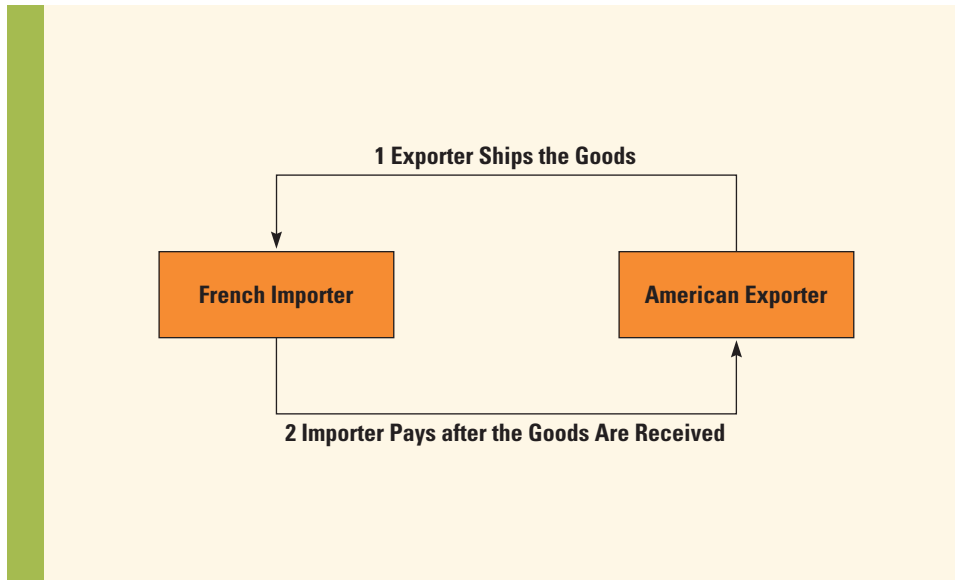 1 Exporter Ships the Goods
French Importer
American Exporter
2 Importer Pays after the Goods Are Received